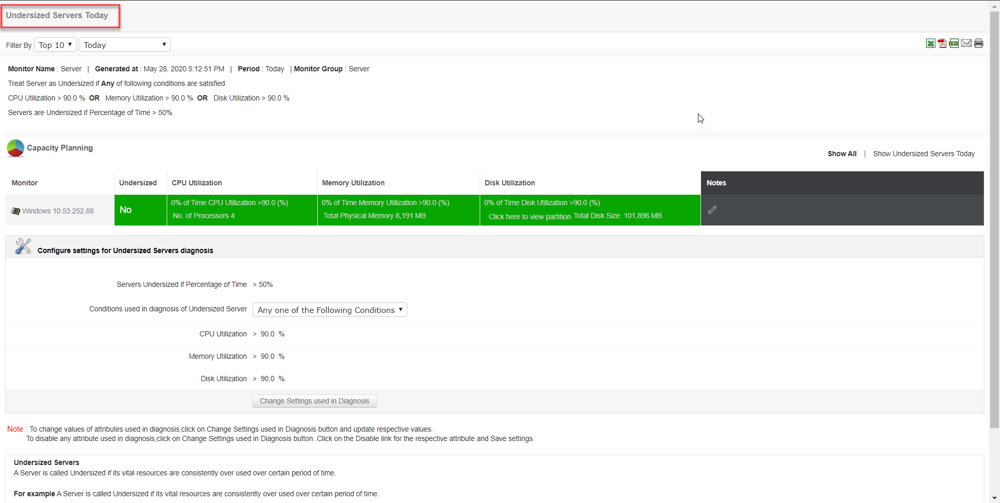 Undersized Servers Today
Filter By Top 10 Today
CSV
Monitor Name : Server | Generated at : May 28, 2020 5:12:51 PM | Period : Today | Monitor Group : Server
Treat Server as Undersized if Any of following conditions are satisfied
CPU Utilization > 90.0 % OR Memory Utilization > 90.0 % OR Disk Utilization > 90.0 %
Servers are Undersized if Percentage of Time > 50%
Capacity Planning
Show All | Show Undersized Servers Today
Monitor Undersized CPU Utilization Memory Utilization Disk Utilization Notes
Windows 10.53.252.88
No
0% of Time CPU Utilization >90.0 (%)
No. of Processors 4
0% of Time Memory Utilization >90.0 (%)
Total Physical Memory 8,191 MB
0% of Time Disk Utilization >90.0 (%)
Click here to view partition Total Disk Size 101,896 MB
Configure settings for Undersized Servers diagnosis
Servers Undersized if Percentage of Time > 50%
Conditions used in diagnosis of Undersized Server Any one of the Following Conditions
CPU Utilization > 90.0 %
Memory Utilization > 90.0 %
Disk Utilization > 90.0 %
Change Settings used in Diagnosis
Note : To change values of attributes used in diagnosis,click on Change Settings used in Diagnosis button and update respective values.
To disable any attribute used in diagnosis,click on Change Settings used in Diagnosis button .Click on the Disable link for the respective attribute and Save settings.
Undersized Servers
A Server is called Undersized if its vital resources are consistently over used over certain period of time.
For example A Server is called Undersized if its vital resources are consistently over used over certain period of time.